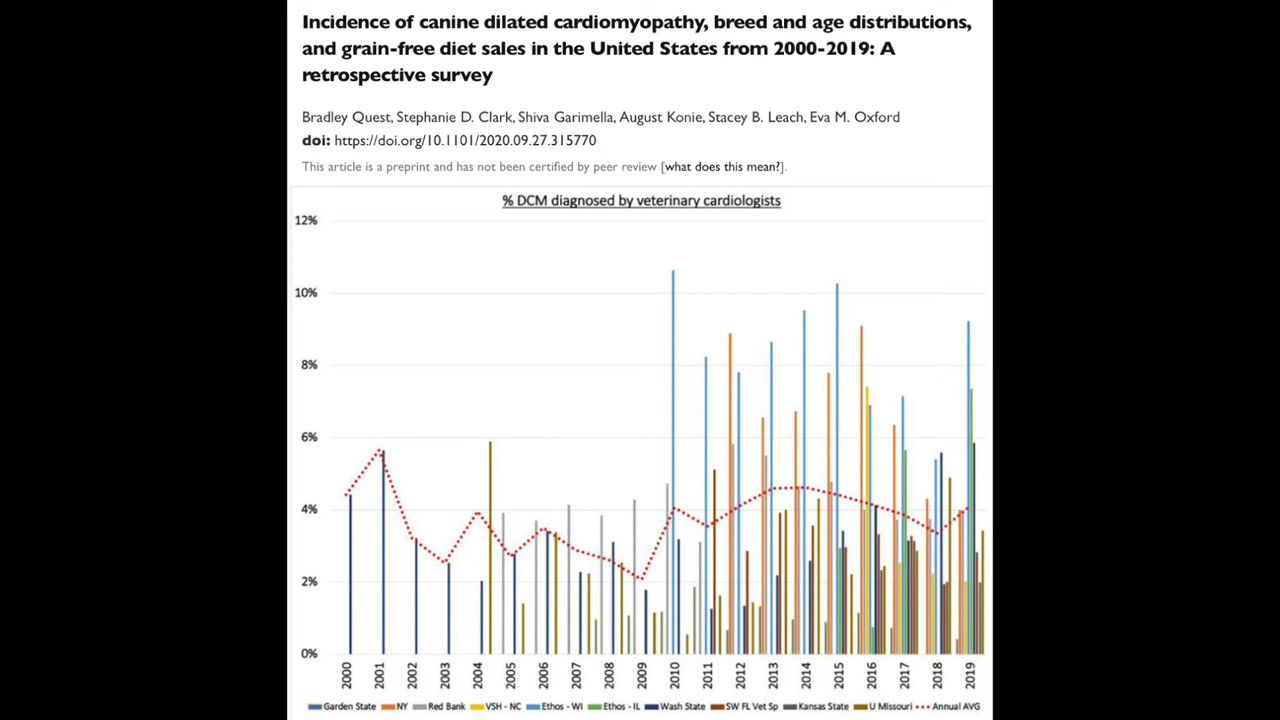 Incidence of canine dilated cardiomyopathy, breed and age distributions,
and grain-free diet sales in the United States from 2000-2019: A
retrospective survey
Bradley Quest, Stephanie D. Clark, Shiva Garimella, August Konie, Stacey B. Leach, Eva M. Oxford
doi: https://doi.org/10.1101/2020.09.27.315770
This article is a preprint and has not been certified by peer review [what does this mean?].
% DCM diagnosed by veterinary cardiologists
12%
10%
8%
6%
4%
2%
0%
2000 2001 2002 2003 2004 2005 2006 2007 2008 2009 2010 2011 2012 2013 2014 2015 2016 2017 2018 2019
Garden State NY Red Bank VSH - NC Ethos - WI Ethos - IL Wash State SW FL Vet Sp Kansas State U Missouri Annual AVG